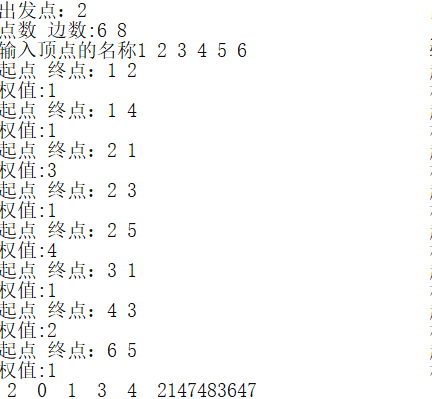 出发点：2
点数 边数:6 8
输入顶点的名称1 2 3 4 5 6
起点 终点：1 2
权值:1
起点 终点：1 4
权值:1
起点 终点：2 1
权值:3
起点 终点：2 3
权值:1
起点 终点：2 5
权值:4
起点 终点：3 1
权值:1
起点 终点：4 3
权值:2
起点 终点：6 5
权值:1
2 0 1 3 4 2147483647